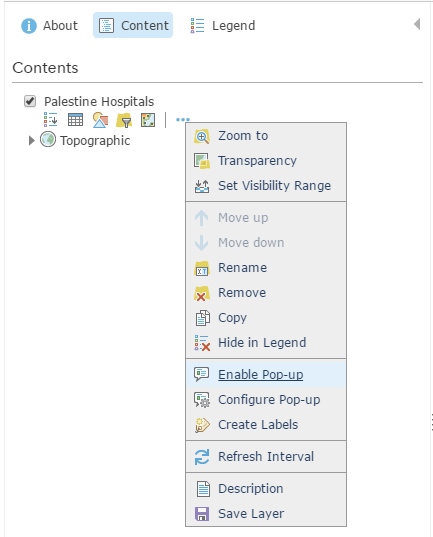 About Content Legend
Contents
Palestine Hospitals
Topographic
Zoom to
Transparency
Set Visibility Range
Move up
Move down
Rename
Remove
Copy
Hide in Legend
Enable Pop-up
Configure Pop-up
Create Labels
Refresh Interval
Description
Save Layer